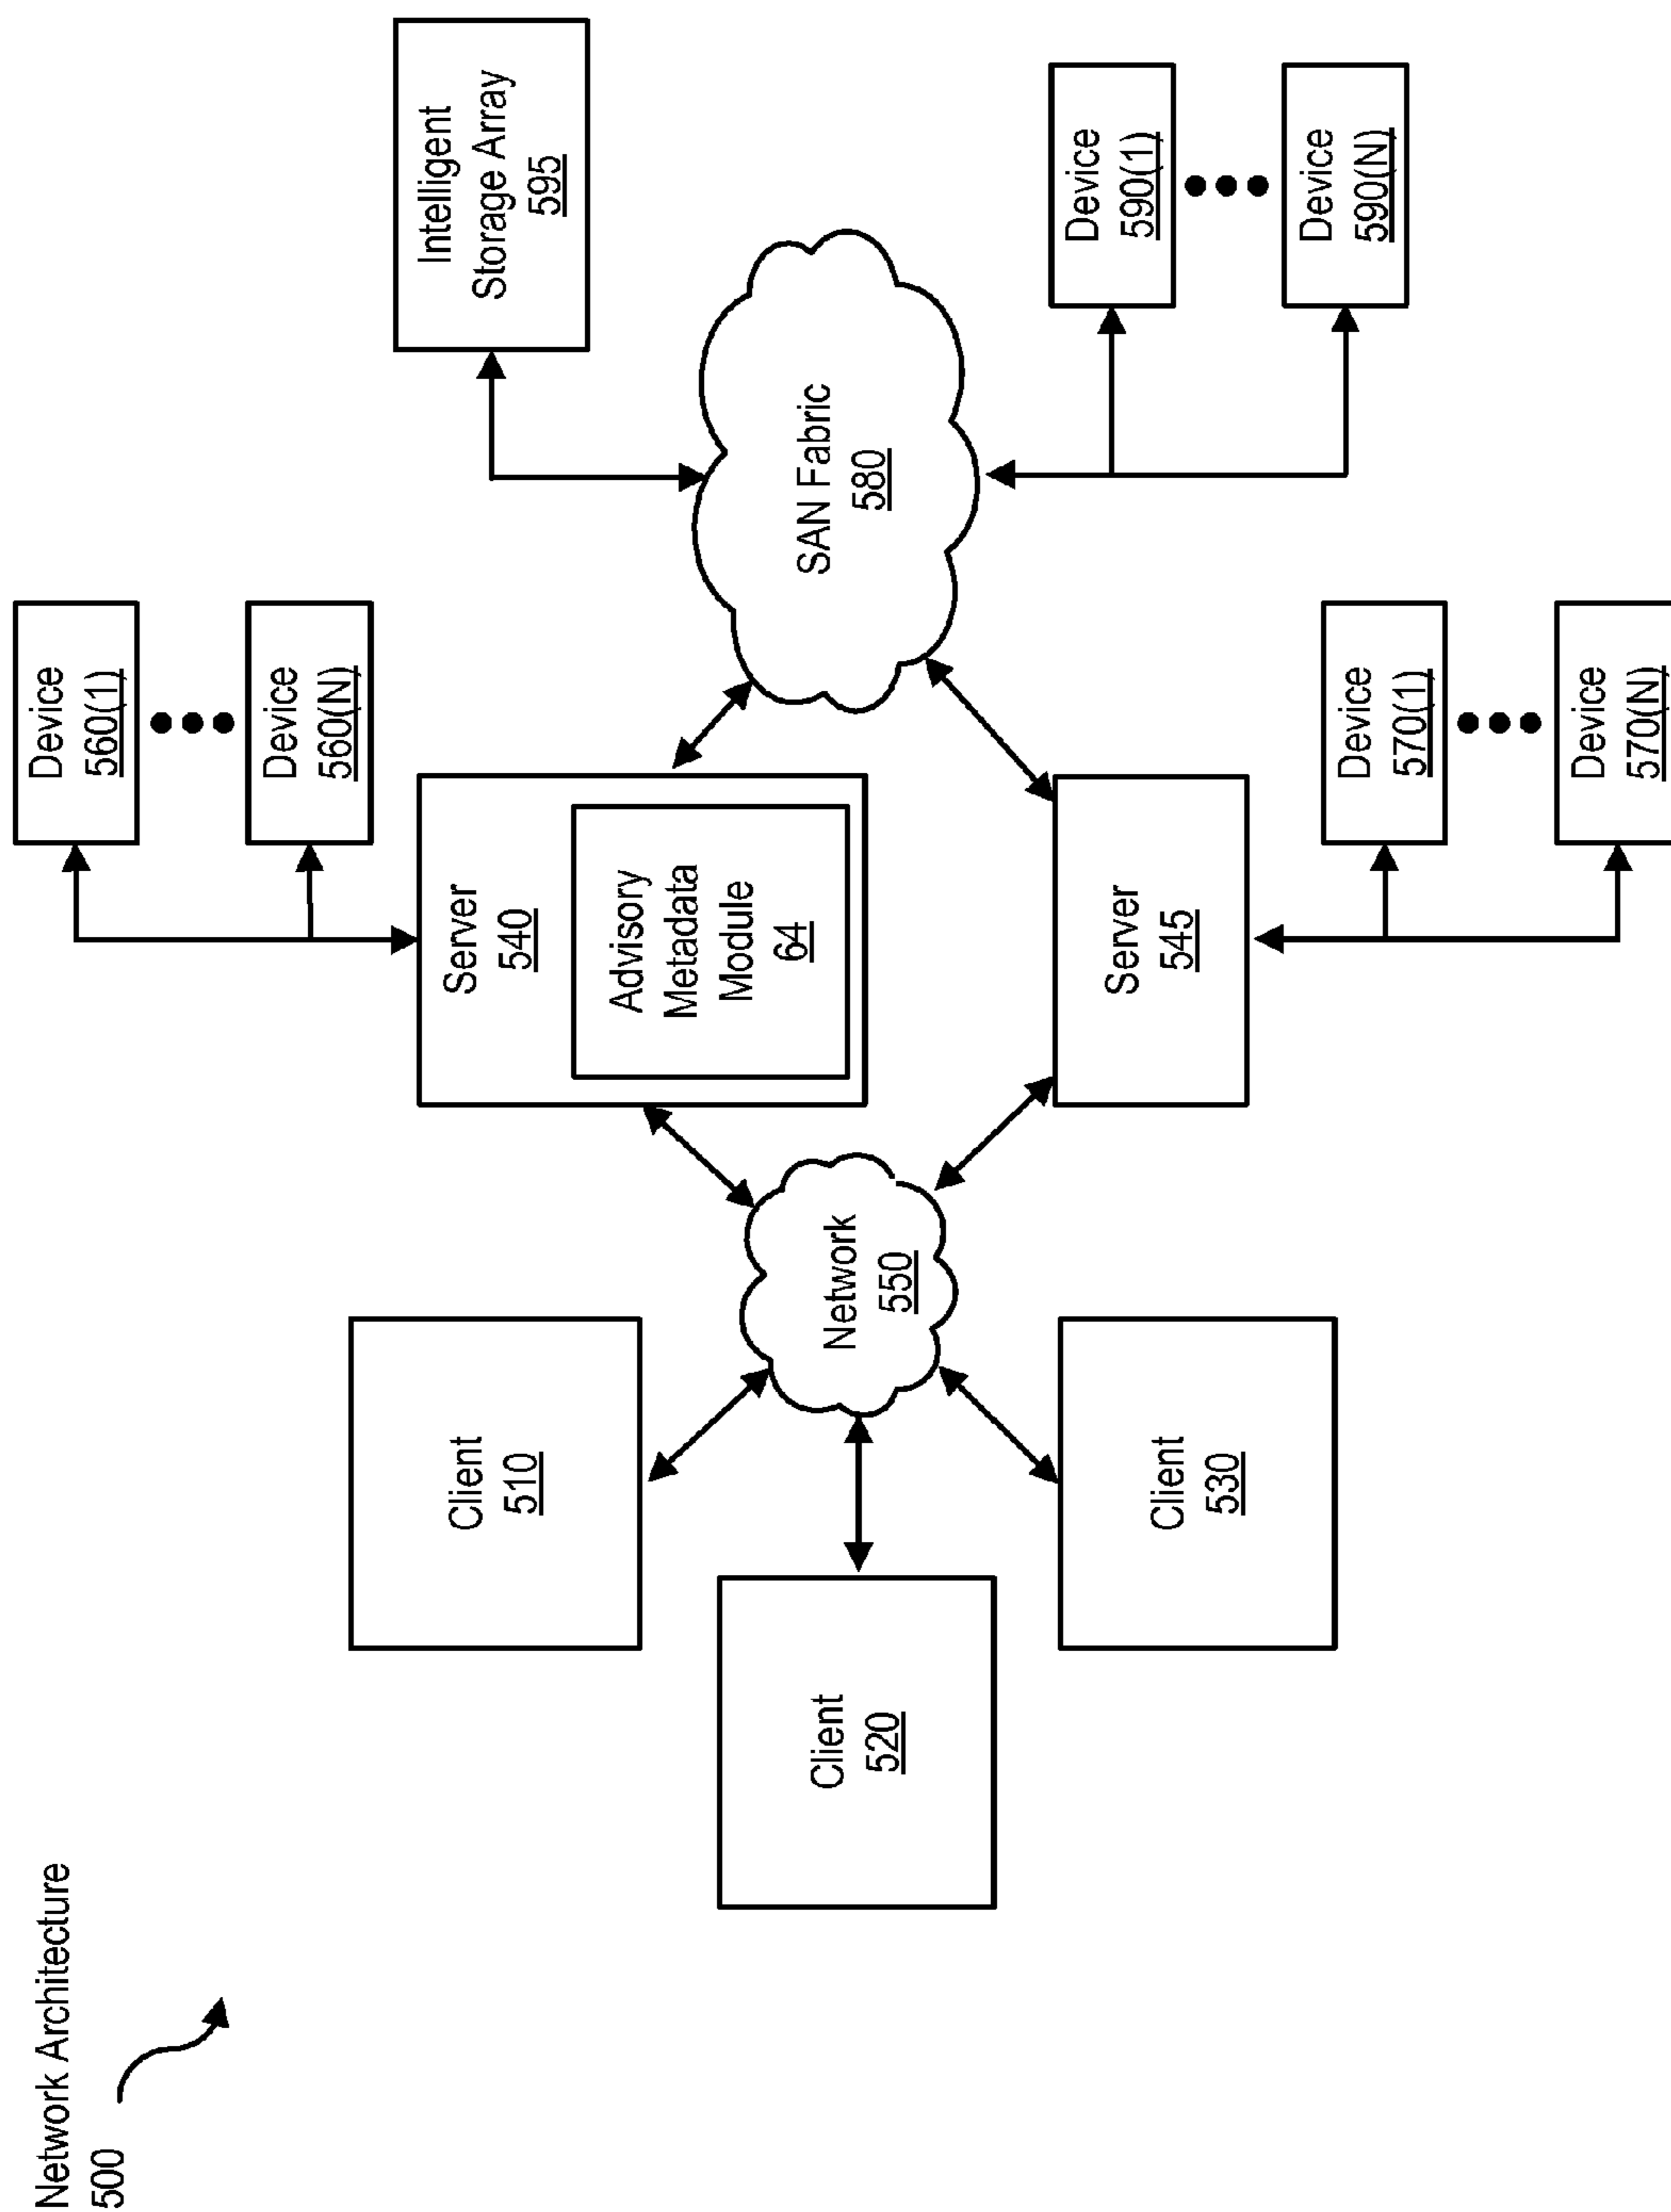 Network Architecture
500
Client
510
Client
520
Client
530
Network
550
Server
540
Advisory
Metadata
Module
64
Server
545
Device
560(1)
Device
560(N)
Device
570(1)
Device
570(N)
SAN Fabric
580
Intelligent
Storage Array
595
Device
590(1)
Device
590(N)